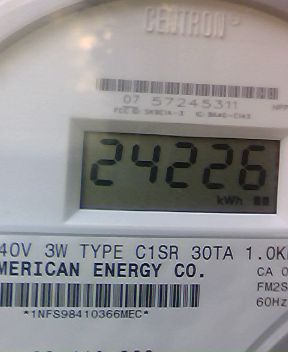 CENTRON
07 57245311
24226
kWh
40V 3W TYPE C1SR 30TA 1.0K
MERICAN ENERGY CO.
CA 0
FM2S
60Hz
*1NFS98410366MEC*